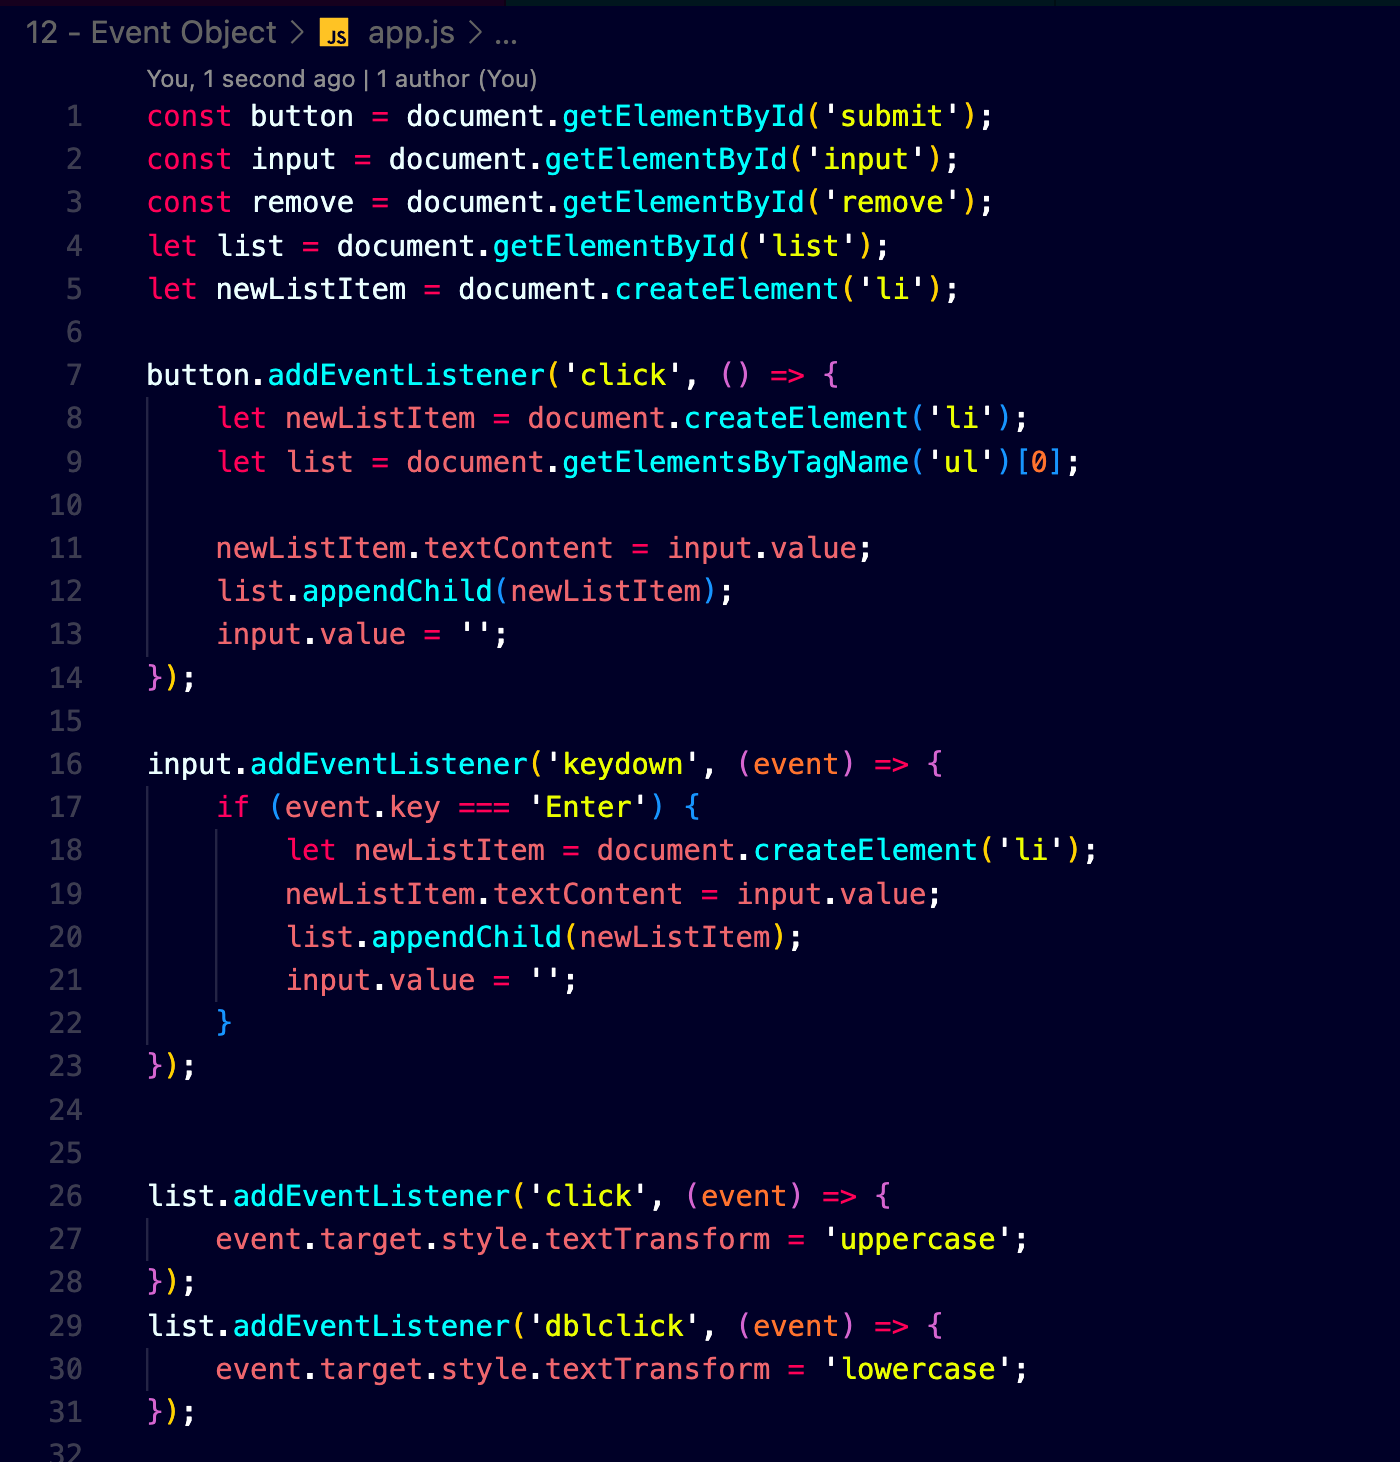 12 - Event Object > JS app.js > ...
You, 1 second ago | 1 author (You)
1 const button = document.getElementById('submit');
2 const input = document.getElementById('input');
3 const remove = document.getElementById('remove');
4 let list = document.getElementById('list');
5 let newListItem = document.createElement('li');
6
7 button.addEventListener('click', () => {
8     let newListItem = document.createElement('li');
9     let list = document.getElementsByTagName('ul')[0];
10
11     newListItem.textContent = input.value;
12     list.appendChild(newListItem);
13     input.value = '';
14 });
15
16 input.addEventListener('keydown', (event) => {
17     if (event.key === 'Enter') {
18         let newListItem = document.createElement('li');
19         newListItem.textContent = input.value;
20         list.appendChild(newListItem);
21         input.value = '';
22     }
23 });
24
25
26 list.addEventListener('click', (event) => {
27     event.target.style.textTransform = 'uppercase';
28 });
29 list.addEventListener('dblclick', (event) => {
30     event.target.style.textTransform = 'lowercase';
31 });
32